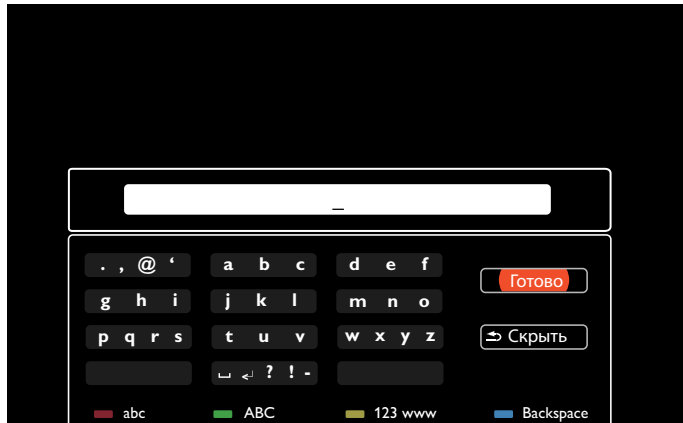 _
. , @ ‘ a b c d e f
Готово
g h i j k l m n o
p q r s t u v w x y z
⮌ Скрыть
␣ ↲ ? ! -
abc ABC 123 www Backspace